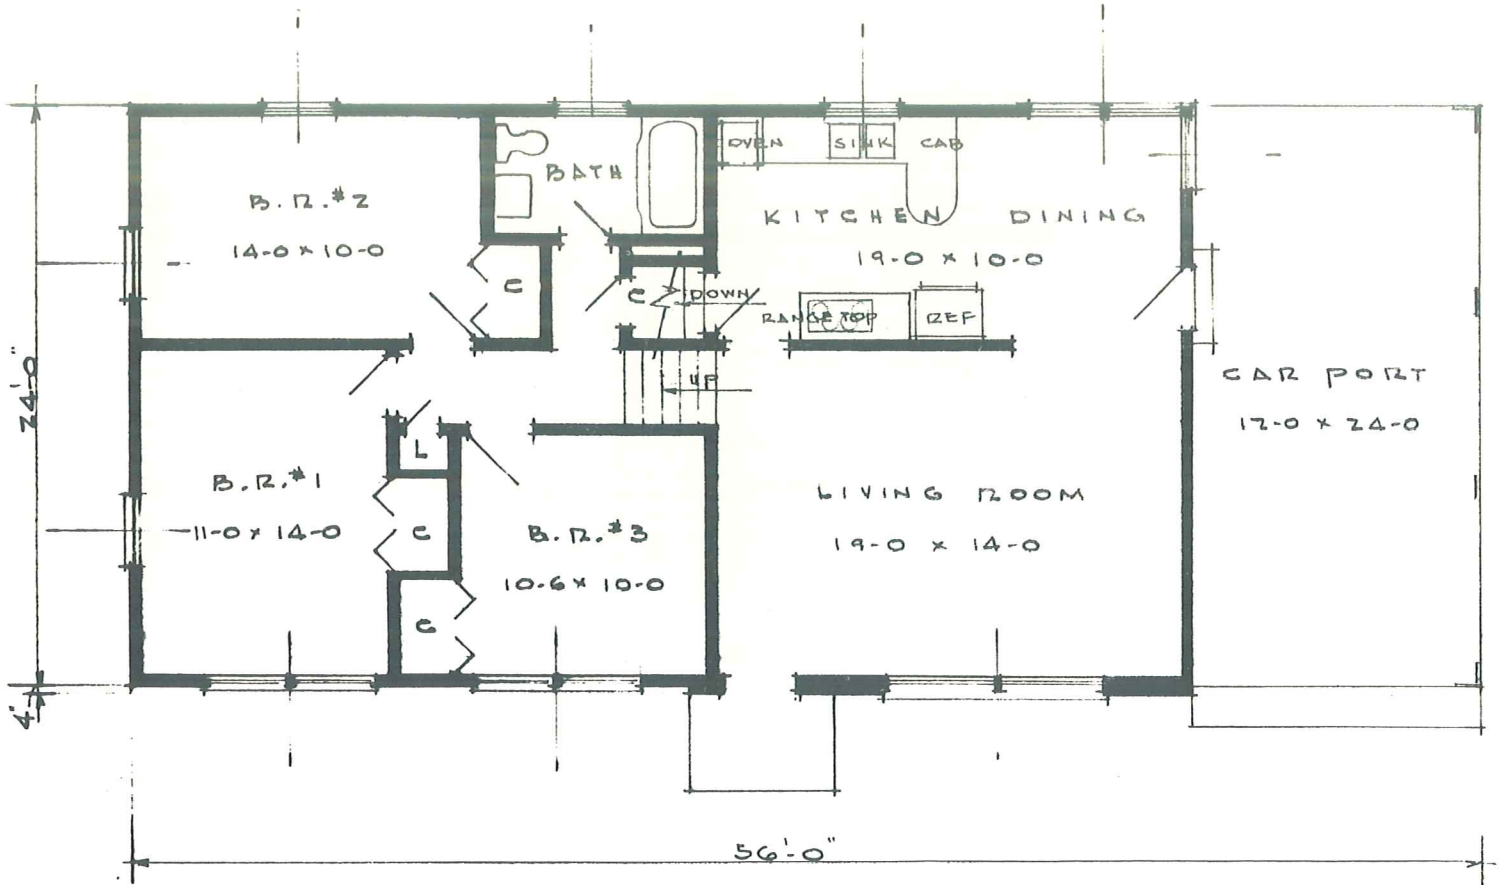 OVEN
SINK
CAB
BATH
B.R.#2
14-0 x 10-0
KITCHEN
DINING
19-0 x 10-0
C
C
DOWN
RANGE TOP
REF
UP
CAR PORT
12-0 x 24-0
24'-0"
L
B.R.#1
11-0 x 14-0
C
B.R.#3
10-6 x 10-0
LIVING ROOM
19-0 x 14-0
C
4"
56'-0"